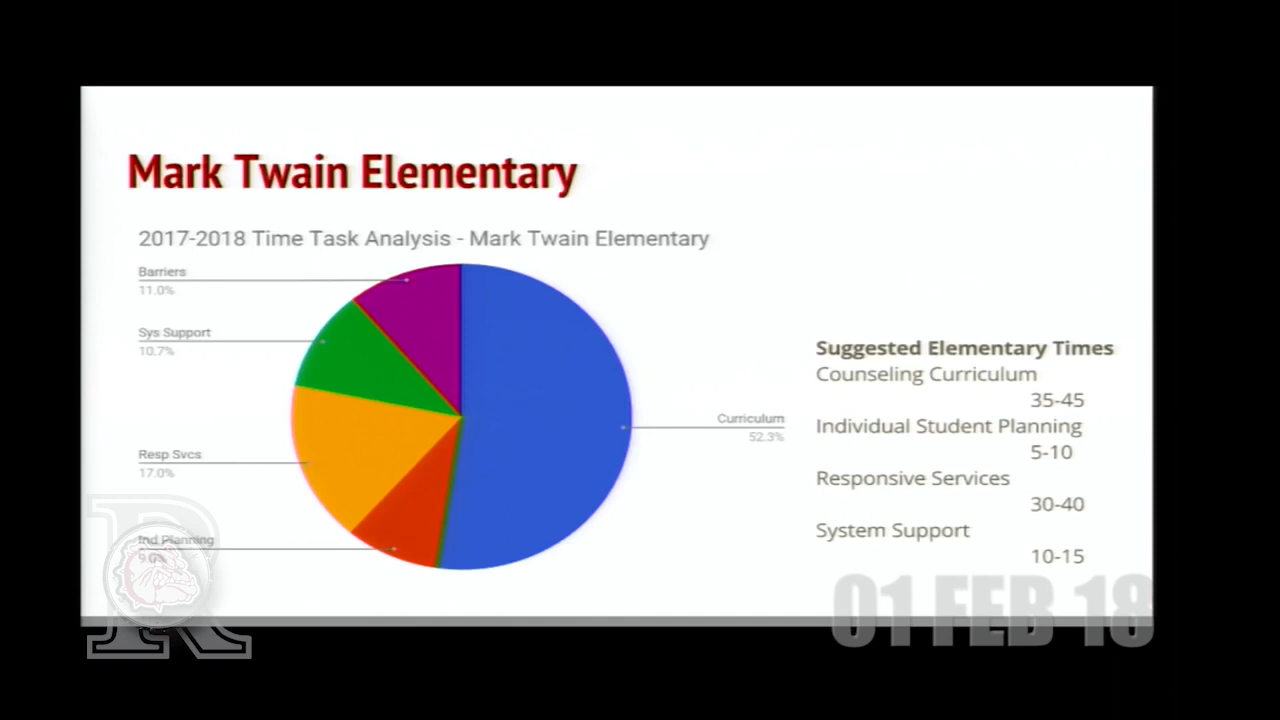 Mark Twain Elementary
2017-2018 Time Task Analysis - Mark Twain Elementary
Barriers
11.0%
Sys Support
10.7%
Resp Svcs
17.0%
Ind Planning
9.0%
Curriculum
52.3%
Suggested Elementary Times
Counseling Curriculum
35-45
Individual Student Planning
5-10
Responsive Services
30-40
System Support
10-15
R
01 FEB 18